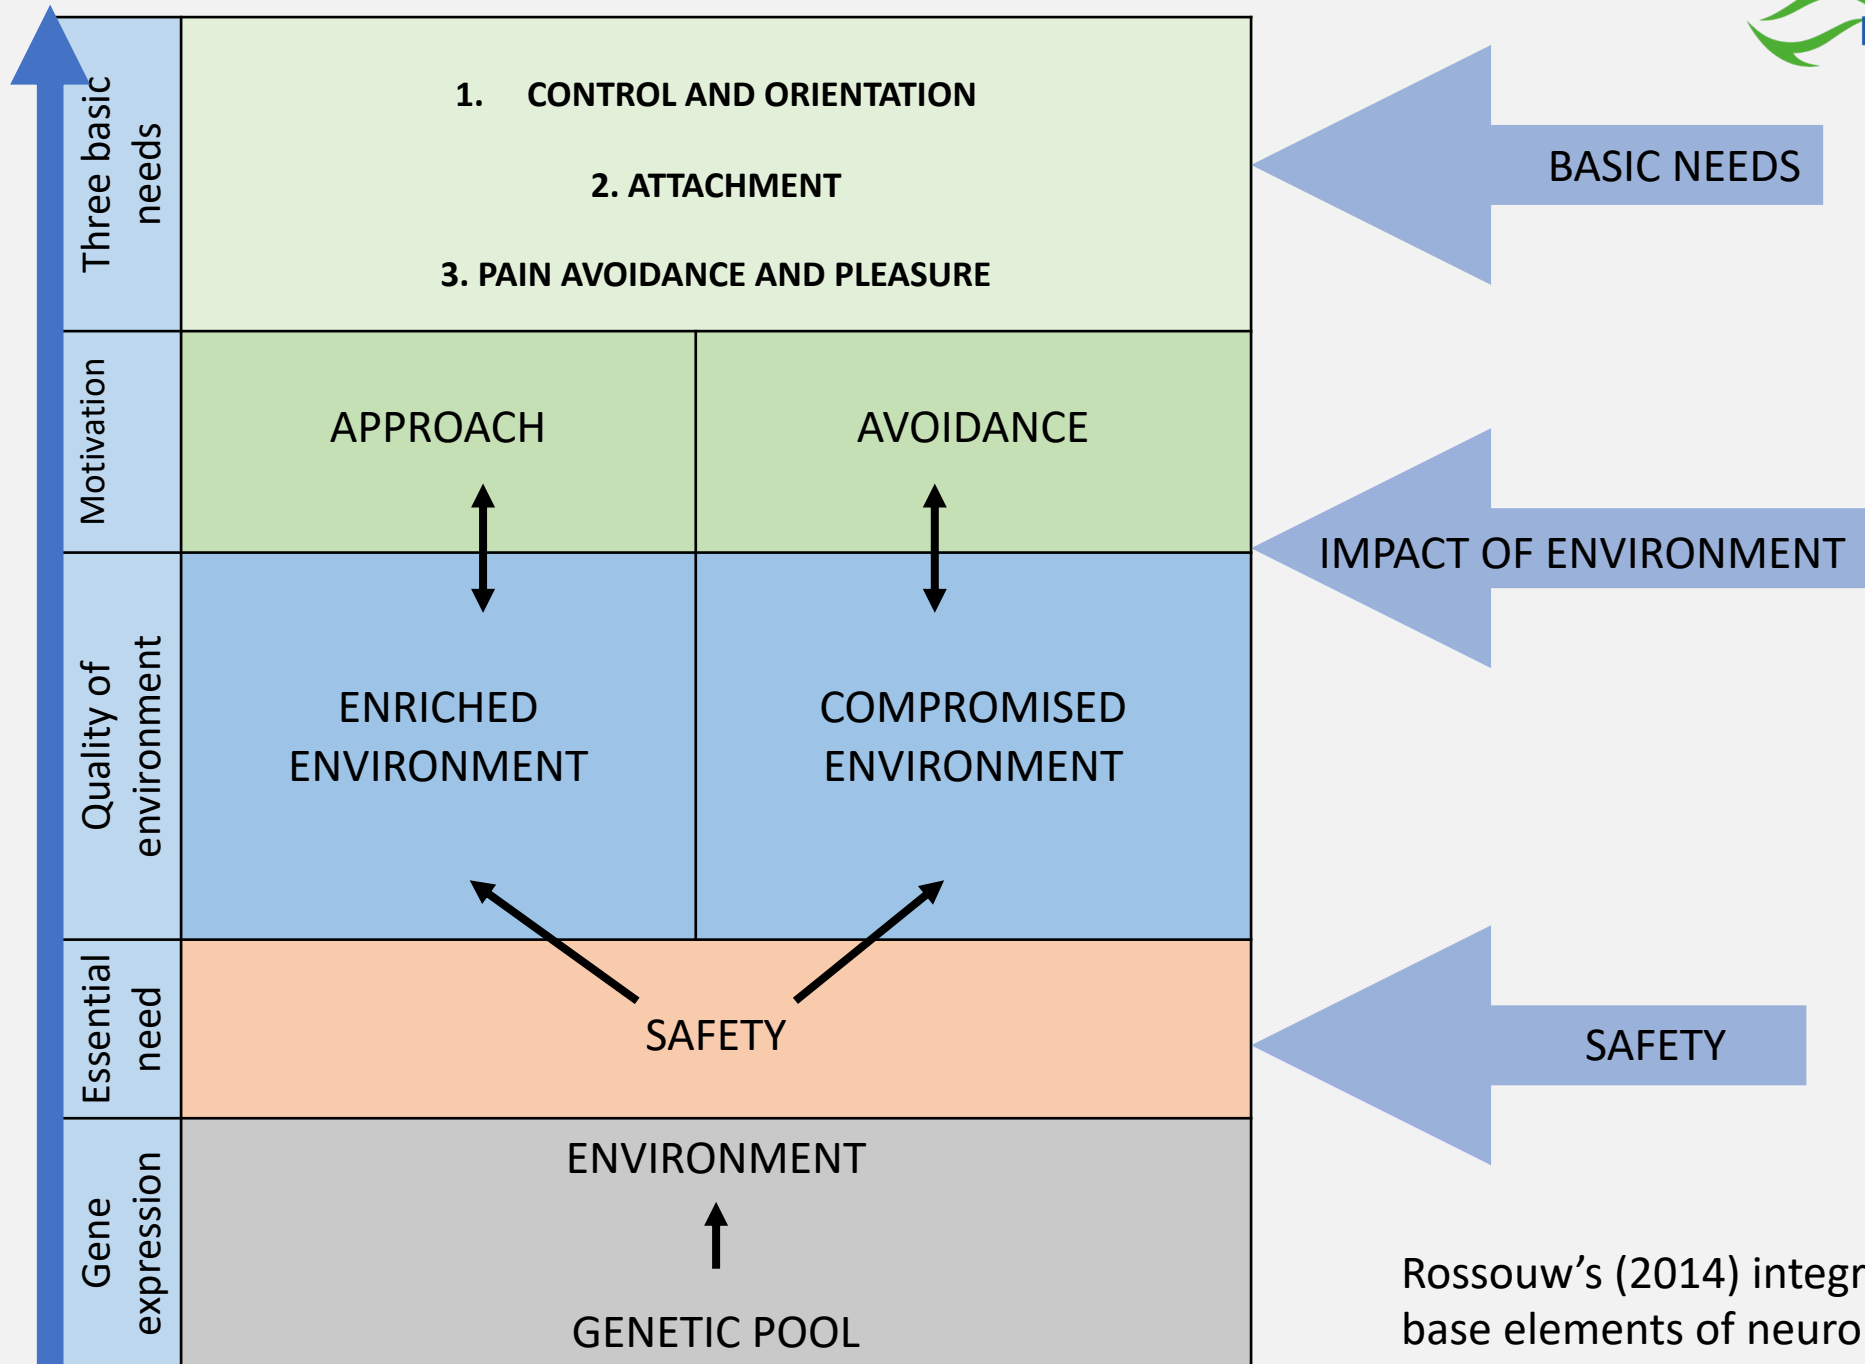 Three basic
needs
1. CONTROL AND ORIENTATION
2. ATTACHMENT
3. PAIN AVOIDANCE AND PLEASURE
BASIC NEEDS
Motivation
APPROACH
AVOIDANCE
IMPACT OF ENVIRONMENT
Quality of
environment
ENRICHED
ENVIRONMENT
COMPROMISED
ENVIRONMENT
Essential
need
SAFETY
SAFETY
Gene
expression
ENVIRONMENT
GENETIC POOL
Rossouw's (2014) integr
base elements of neuro